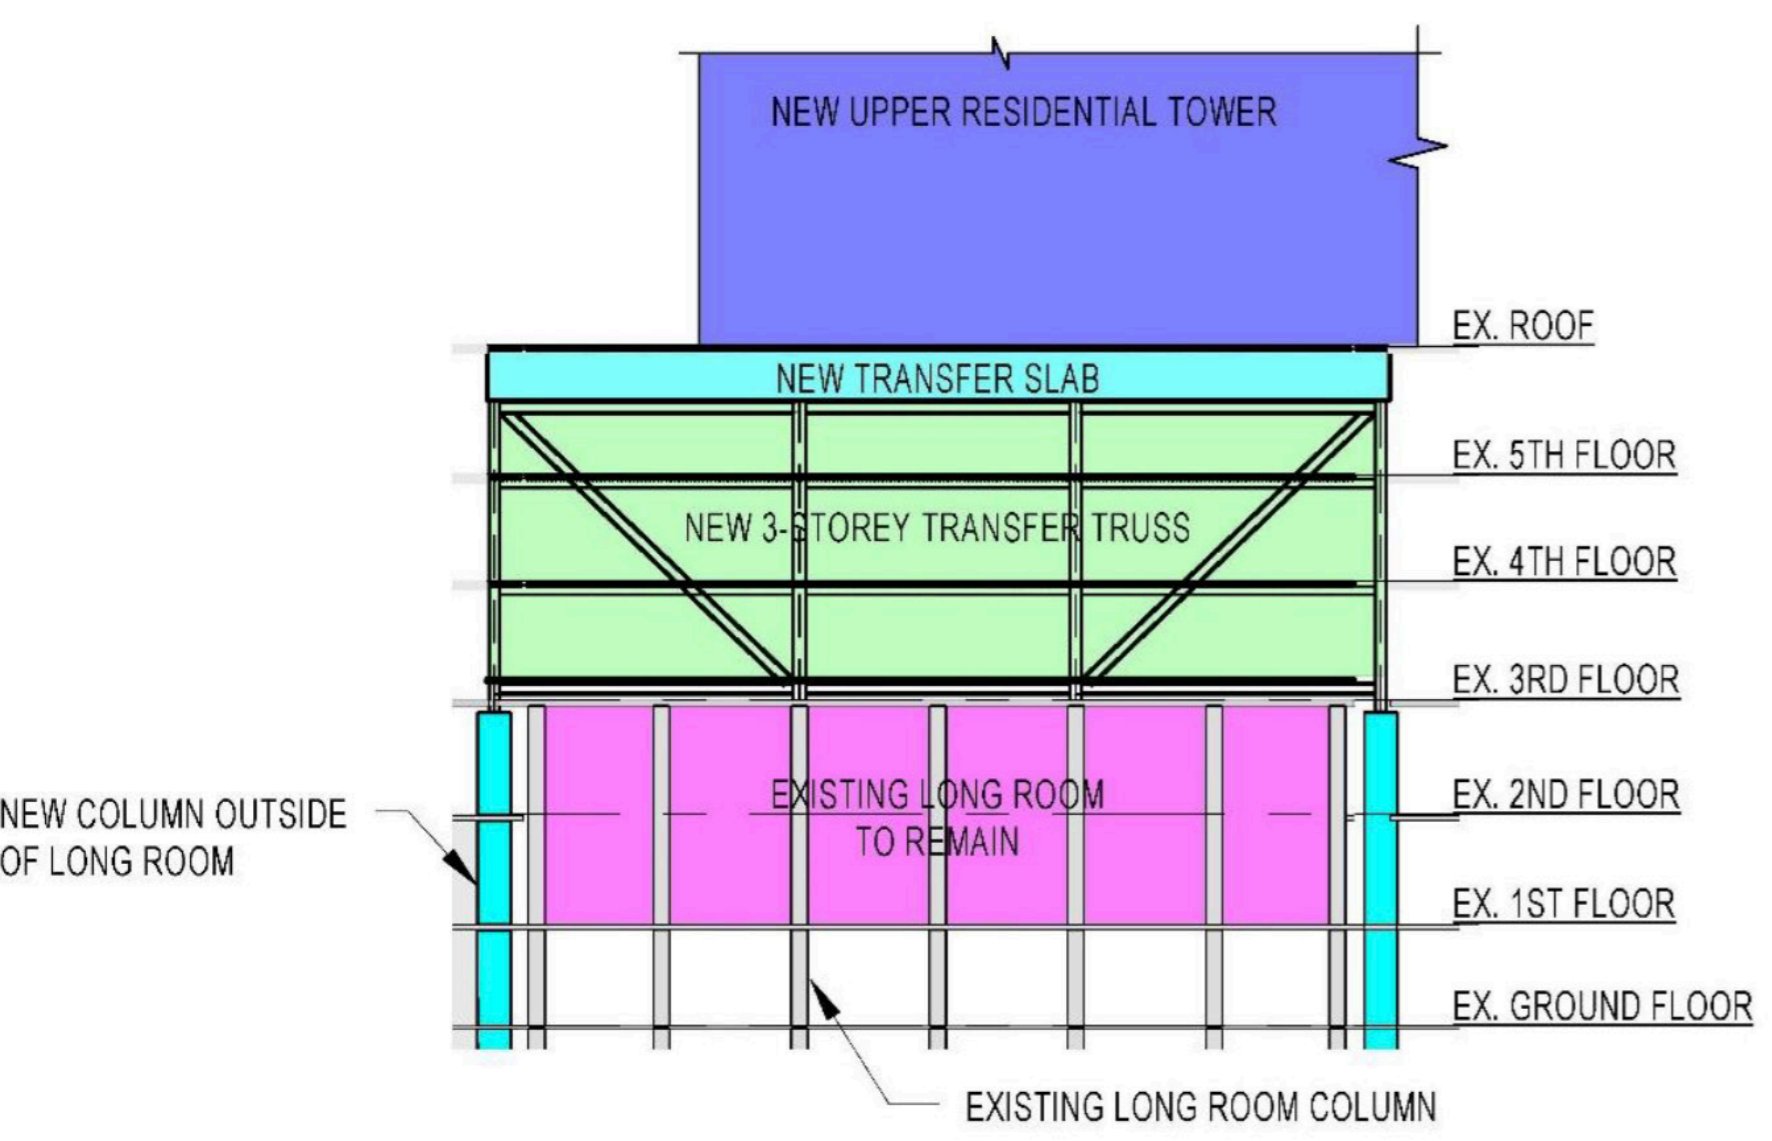 NEW UPPER RESIDENTIAL TOWER
EX. ROOF
NEW TRANSFER SLAB
EX. 5TH FLOOR
NEW 3-STOREY TRANSFER TRUSS
EX. 4TH FLOOR
EX. 3RD FLOOR
EXISTING LONG ROOM
TO REMAIN
EX. 2ND FLOOR
NEW COLUMN OUTSIDE
OF LONG ROOM
EX. 1ST FLOOR
EX. GROUND FLOOR
EXISTING LONG ROOM COLUMN